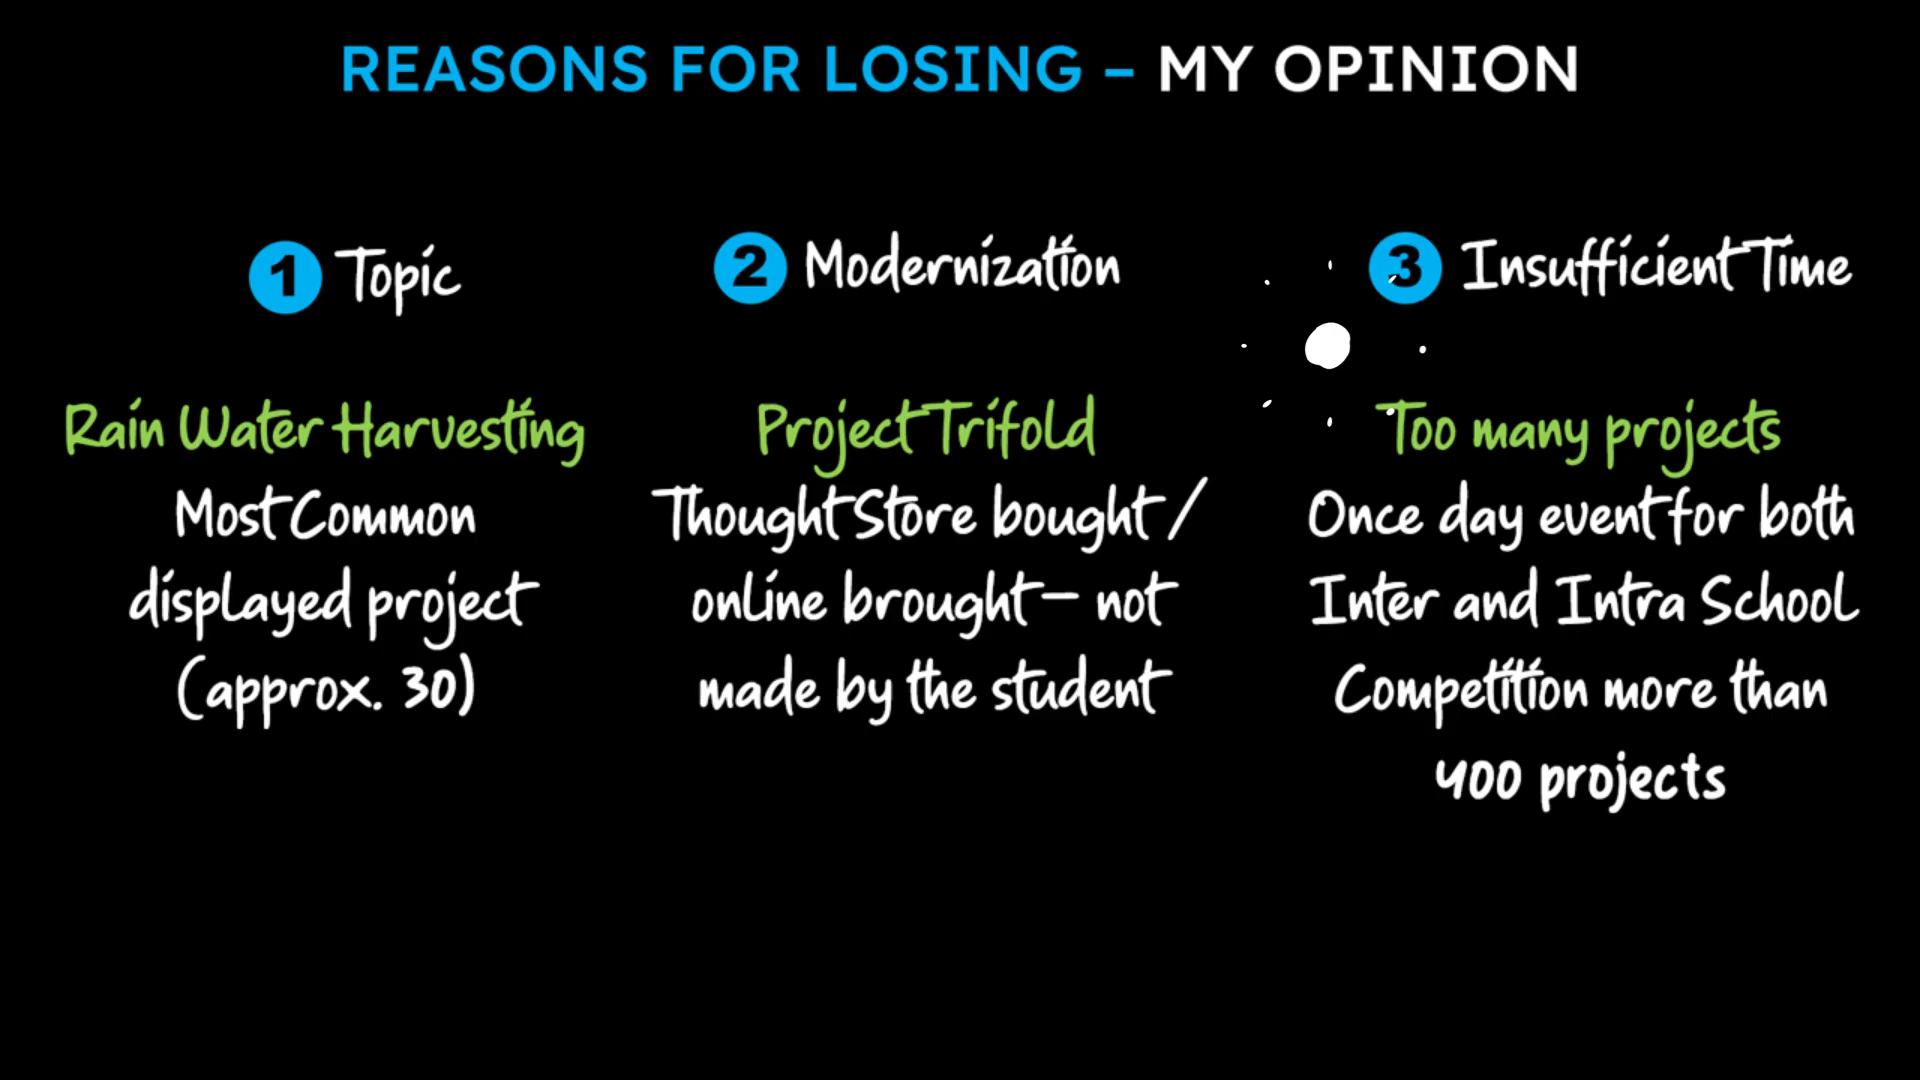 REASONS FOR LOSING – MY OPINION
1 Topic
Rain Water Harvesting
Most Common
displayed project
(approx. 30)
2 Modernization
Project Trifold
Thought Store bought /
online brought – not
made by the student
3 Insufficient Time
Too many projects
Once day event for both
Inter and Intra School
Competition more than
400 projects